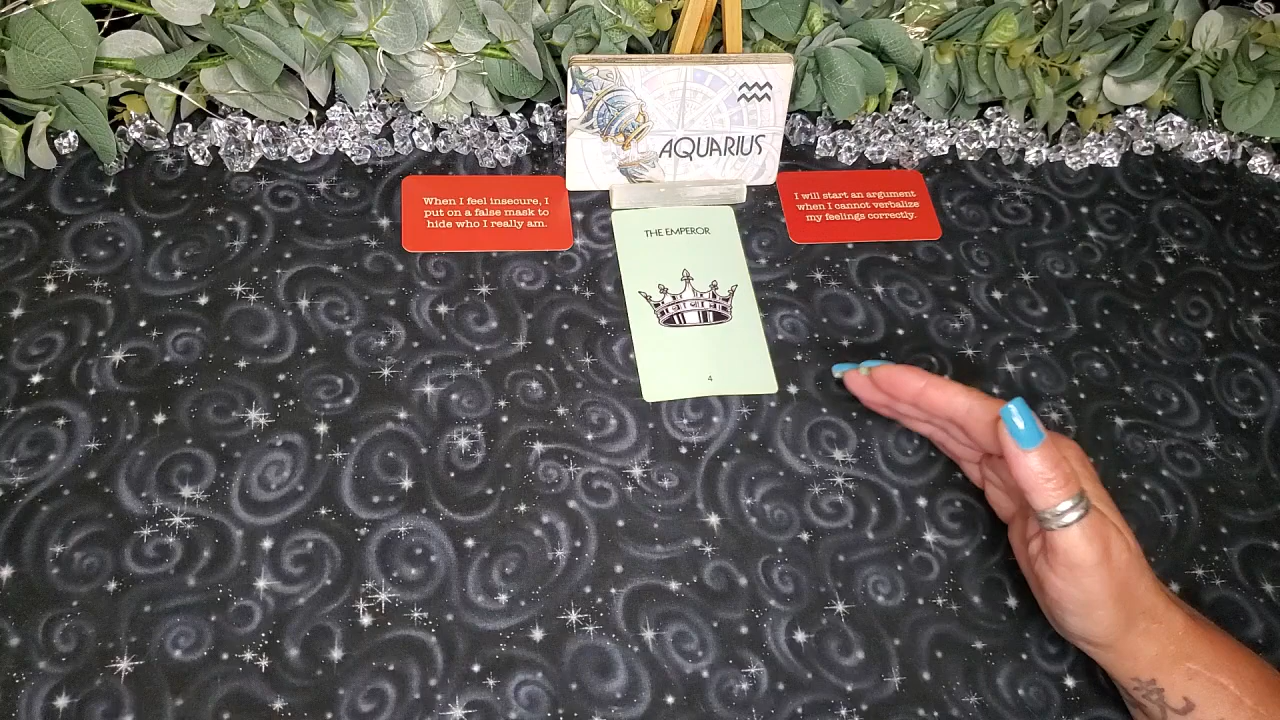 AQUARIUS
When I feel insecure, I
put on a false mask to
hide who I really am.
I will start an argument
when I cannot verbalize
my feelings correctly.
THE EMPEROR
4